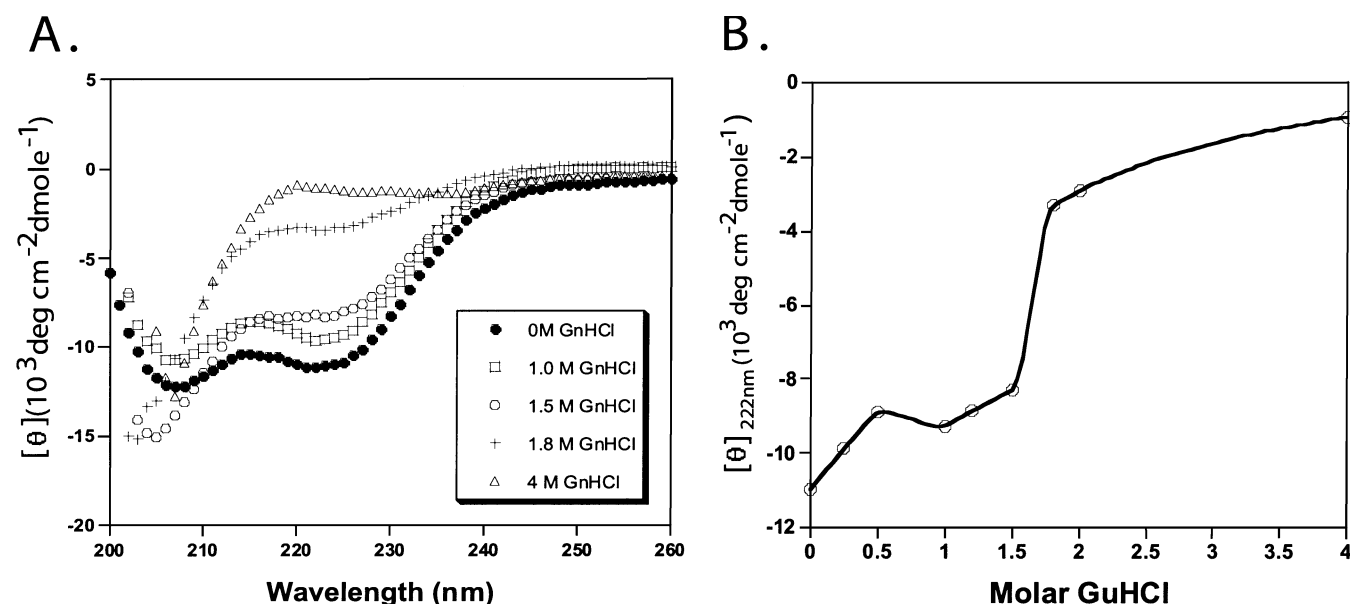 A.
5
0
-5
-10
-15
-20
[θ](10³deg cm⁻²dmole⁻¹)
200
210
220
230
240
250
260
Wavelength (nm)
0M GnHCl
1.0 M GnHCl
1.5 M GnHCl
1.8 M GnHCl
4 M GnHCl
B.
0
-2
-4
-6
-8
-10
-12
[θ]222nm(10³deg cm⁻²dmole⁻¹)
0
0.5
1
1.5
2
2.5
3
3.5
4
Molar GuHCl